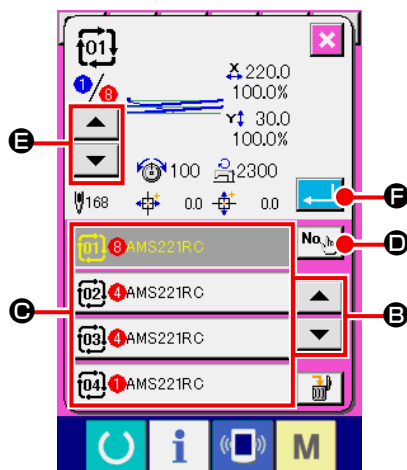 01
X 220.0
1/8
100.0%
Y 30.0
100.0%
E
100 2300
168 0.0 0.0
F
01 8 AMS221RC No.
D
02 4 AMS221RC
C
B
03 4 AMS221RC
04 1 AMS221RC
i M